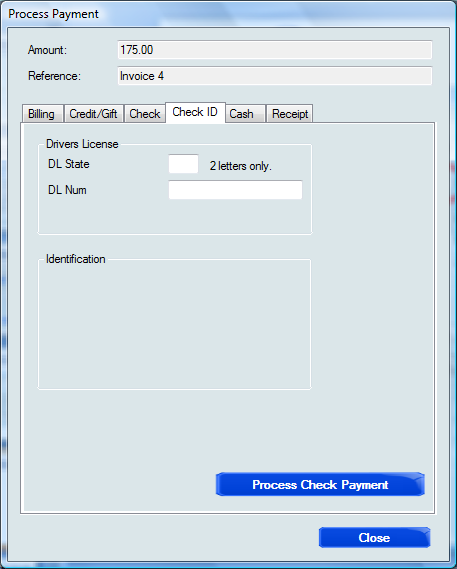 Process Payment
Amount: 175.00
Reference: Invoice 4
Billing Credit/Gift Check Check ID Cash Receipt
Drivers License
DL State 2 letters only.
DL Num
Identification
Process Check Payment
Close